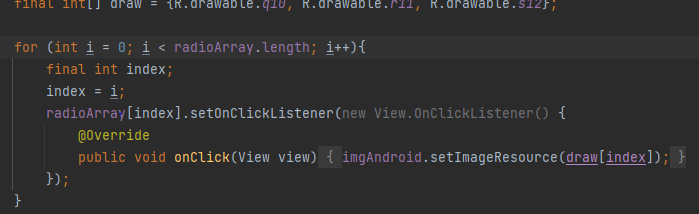 final int[] draw = {R.drawable.q10, R.drawable.r11, R.drawable.s12};
for (int i = 0; i < radioArray.length; i++){
final int index;
index = i;
radioArray[index].setOnClickListener(new View.OnClickListener() {
@Override
public void onClick(View view) { imgAndroid.setImageResource(draw[index]); }
});
}